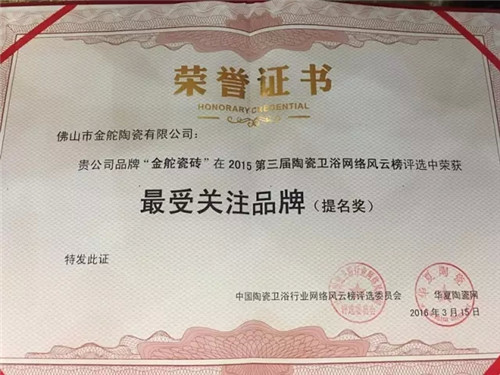 荣誉证书
HONORARY CREDENTIAL
佛山市金舵陶瓷有限公司：
贵公司品牌“金舵瓷砖”在2015第三届陶瓷卫浴网络风云榜评选中荣获
最受关注品牌（提名奖）
特发此证
中国陶瓷卫浴行业网络风云榜评选委员会 华夏陶瓷网
2016年3月15日